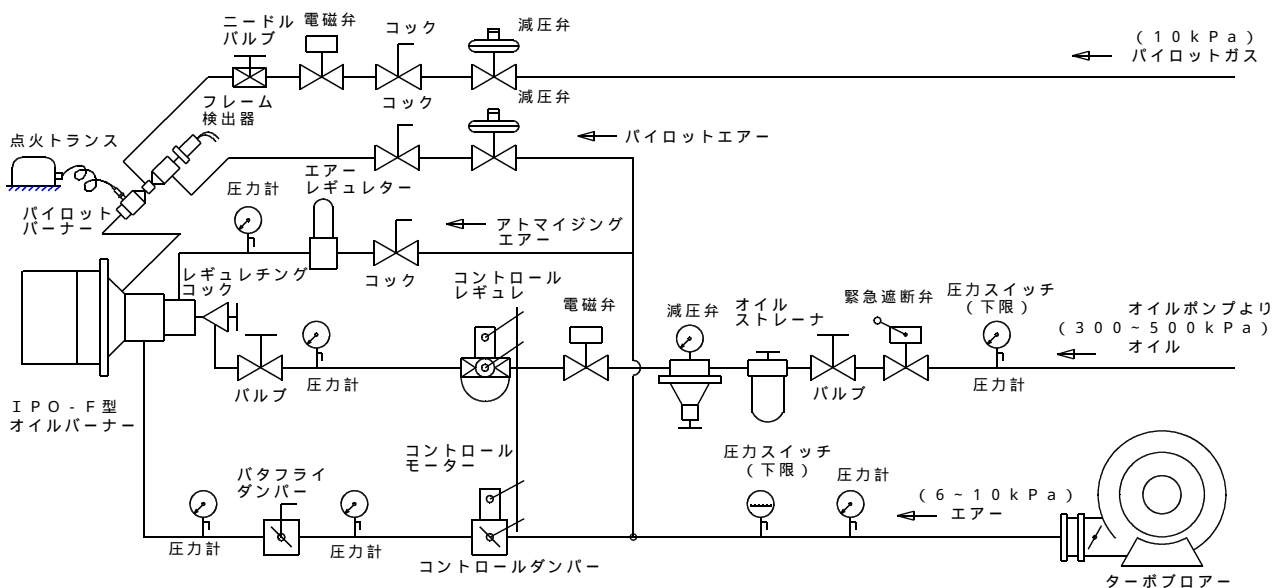 ニードル
バルブ
電磁弁
コック
減圧弁
(10kPa)
パイロットガス
フレーム
検出器
コック
減圧弁
点火トランス
エアー
レギュレター
パイロットエアー
圧力計
パイロット
バーナー
アトマイジング
エアー
レギュレチング
コック
コック
コントロール
レギュレ
電磁弁
減圧弁
オイル
ストレーナ
緊急遮断弁
圧力スイッチ
(下限)
オイルポンプより
(300~500kPa)
オイル
バルブ
圧力計
バルブ
圧力計
IPO-F型
オイルバーナー
バタフライ
ダンパー
コントロール
モーター
圧力スイッチ
(下限)
圧力計
(6~10kPa)
エアー
圧力計
圧力計
コントロールダンパー
ターボブロアー